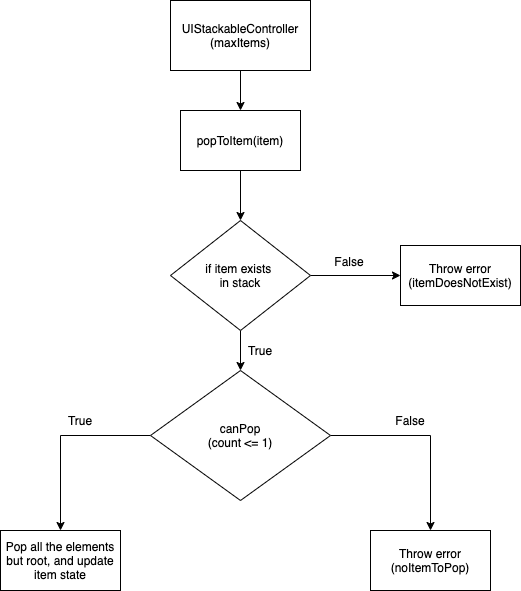 UIStackableController
(maxItems)
popToItem(item)
if item exists
in stack
False
Throw error
(itemDoesNotExist)
True
True
canPop
(count <= 1)
False
Pop all the elements
but root, and update
item state
Throw error
(noItemToPop)